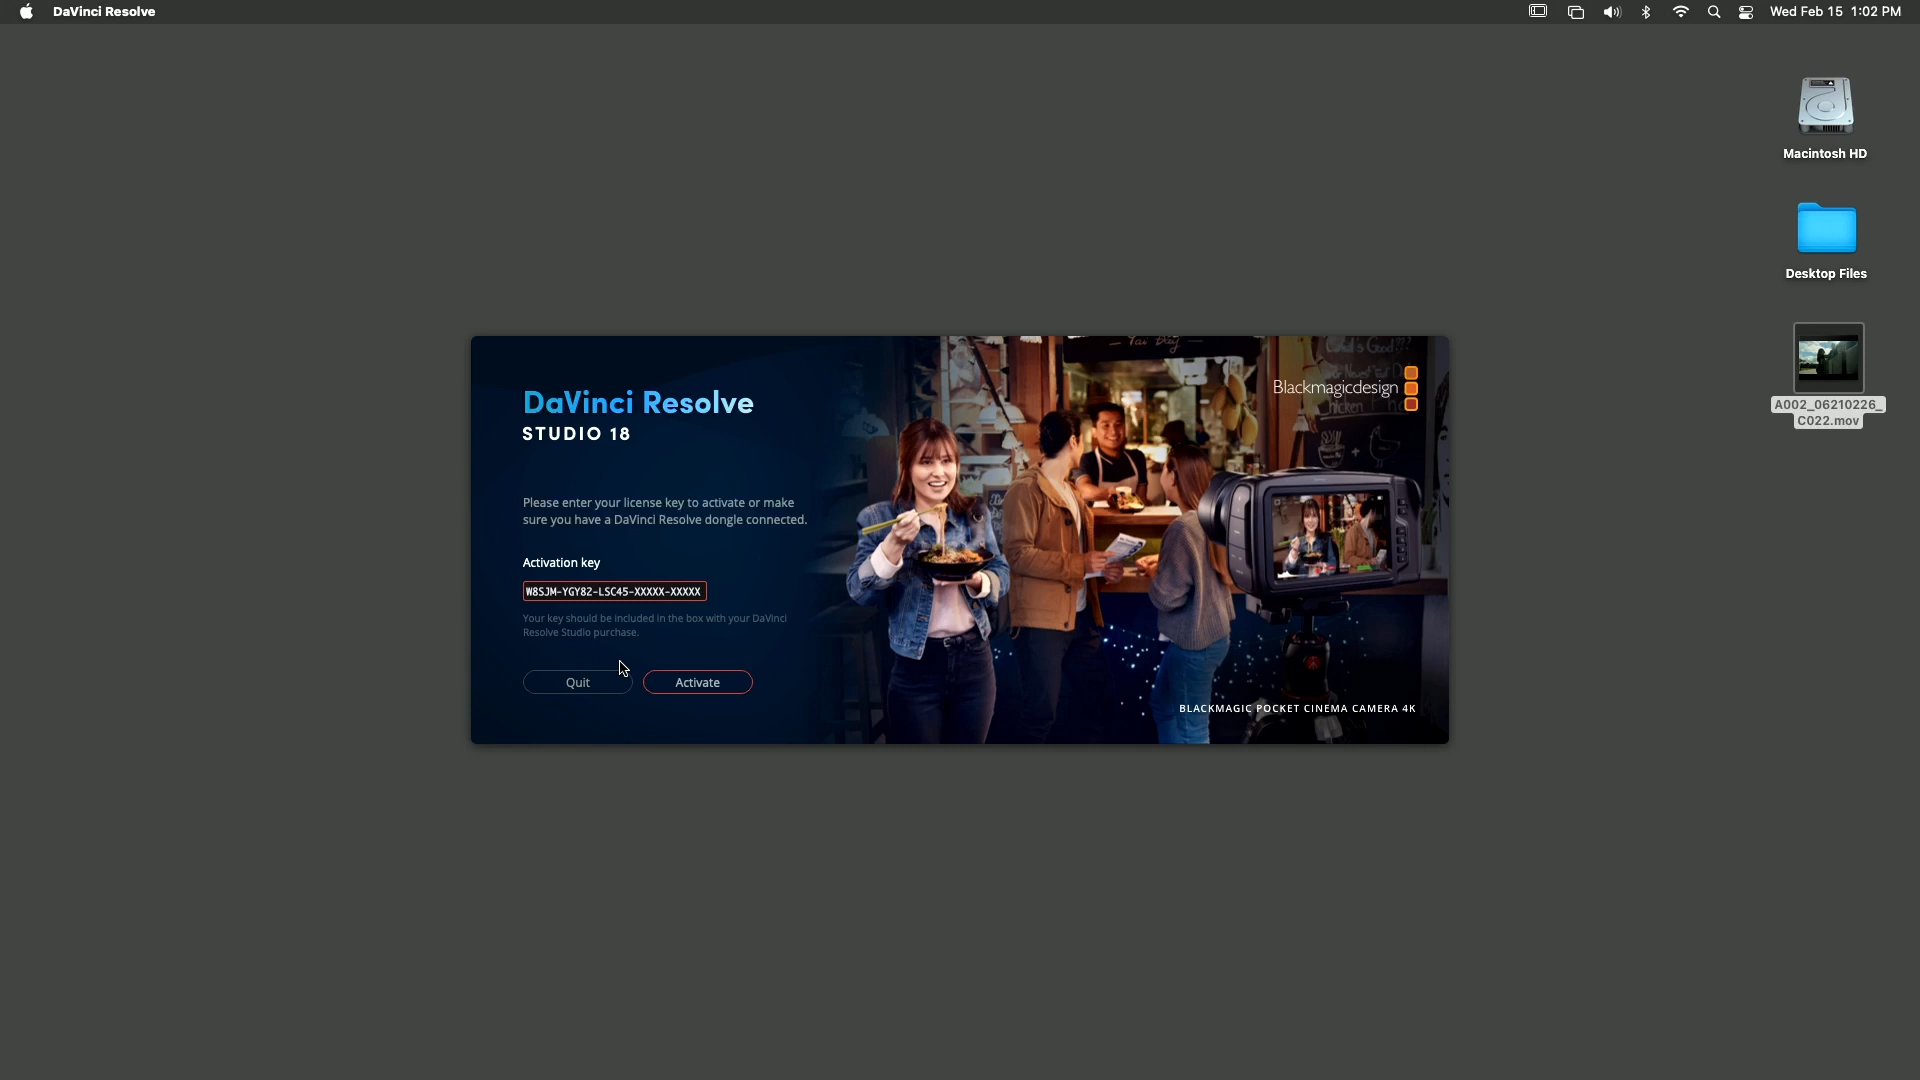 DaVinci Resolve
Wed Feb 15 1:02 PM
Macintosh HD
Desktop Files
A002_06210226_
C022.mov
DaVinci Resolve
STUDIO 18
Please enter your license key to activate or make
sure you have a DaVinci Resolve dongle connected.
Activation key
W8SJM-YGY82-LSC45-XXXXX-XXXXX
Your key should be included in the box with your DaVinci
Resolve Studio purchase.
Quit
Activate
Blackmagicdesign
BLACKMAGIC POCKET CINEMA CAMERA 4K